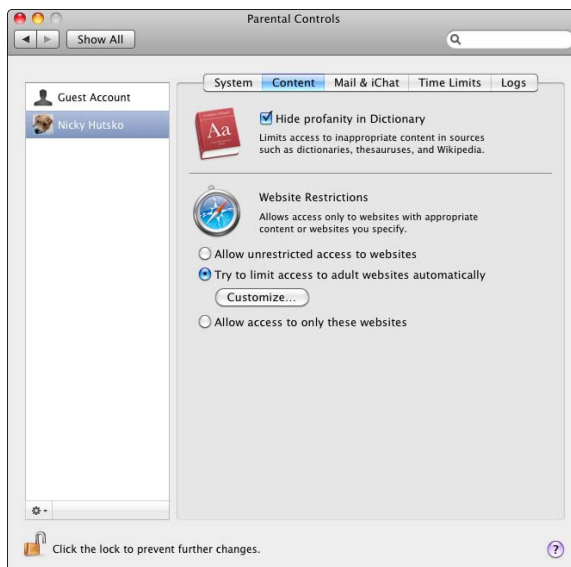 Parental Controls
Show All
Guest Account
Nicky Hutsko
System Content Mail & iChat Time Limits Logs
Aa
Hide profanity in Dictionary
Limits access to inappropriate content in sources
such as dictionaries, thesauruses, and Wikipedia.
Website Restrictions
Allows access only to websites with appropriate
content or websites you specify.
Allow unrestricted access to websites
Try to limit access to adult websites automatically
Customize...
Allow access to only these websites
Click the lock to prevent further changes.
?